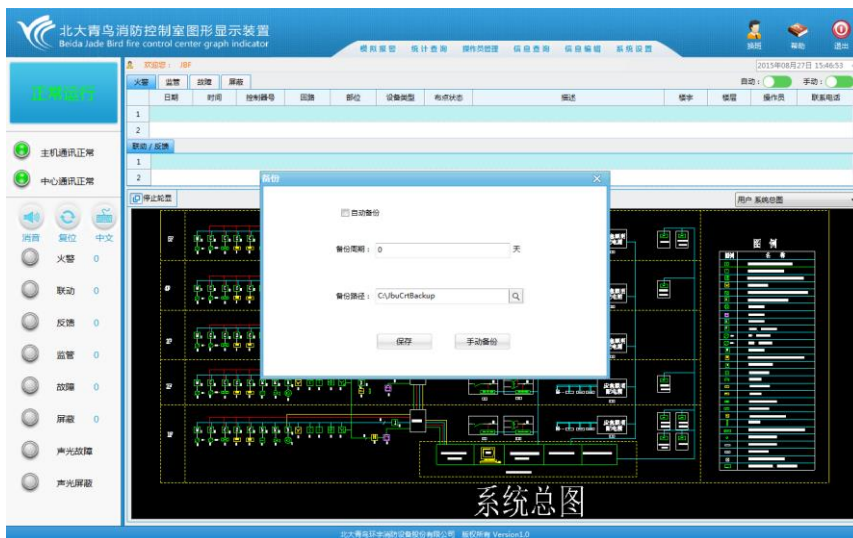 北大青鸟消防控制室图形显示装置
Beida Jade Bird fire control center graph indicator
模拟报警 统计查询 操作员管理 信息查询 信息编辑 系统设置
换班 帮助 退出
欢迎您： JBF
2015年08月27日 15:46:53
正常运行
火警 监管 故障 屏蔽
自动： 手动：
日期 时间 控制器号 回路 部位 设备类型 布点状态 描述 楼宇 楼层 操作员 联系电话
1
2
联动 / 反馈
1
2
主机通讯正常
中心通讯正常
停止轮显
用户 系统总图
消音 复位 中文
火警 0
联动 0
反馈 0
监管 0
故障 0
屏蔽 0
声光故障
声光屏蔽
备份
自动备份
备份周期： 0 天
备份路径： C:\JbuCrtBackup
保存 手动备份
图 例
名 称
系统总图
北大青鸟环宇消防设备股份有限公司 版权所有 Version1.0